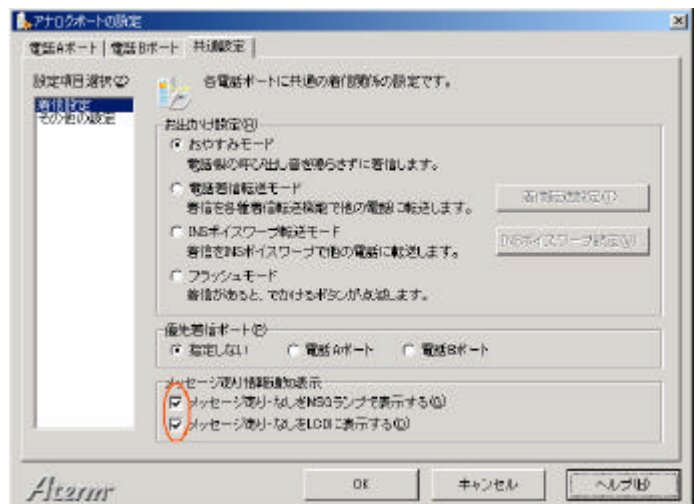 アナログポートの設定
電話Aポート 電話Bポート 共通設定
設定項目選択(Z)
着信設定
その他の設定
各電話ポートに共通の着信関係の設定です。
お出かけ設定(H)
おやすみモード
電話機の呼び出し音を鳴らさずに着信します。
電話着信転送モード
着信を各種着信転送機能で他の電話に転送します。
着信転送設定(T)
INSボイスワープ転送モード
着信をINSボイスワープで他の電話に転送します。
INSボイスワープ設定(V)
フラッシュモード
着信があると、でかけるボタンが点滅します。
優先着信ポート(P)
指定しない 電話Aポート 電話Bポート
メッセージ有り情報通知表示
メッセージ有り・なしをMSGランプで表示する(G)
メッセージ有り・なしをLCDに表示する
Aterm
OK キャンセル ヘルプ(H)